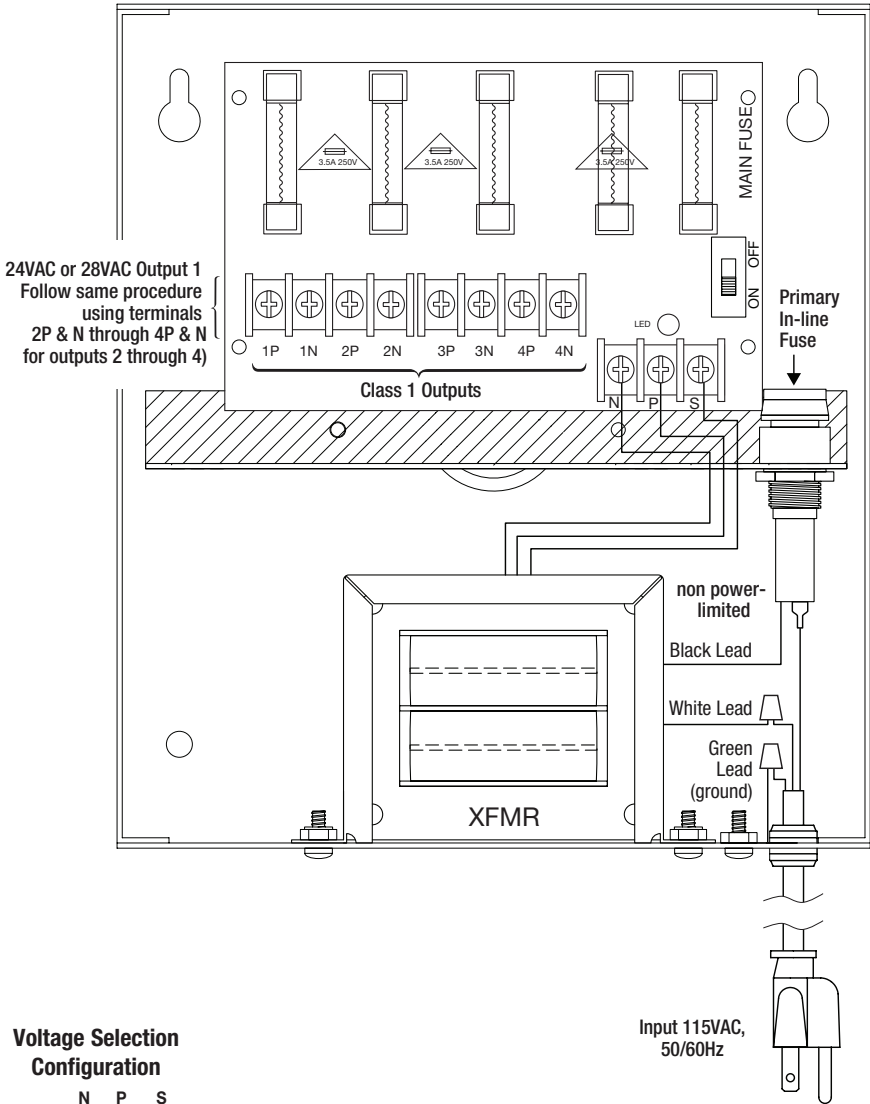 MAIN FUSE
3.5A 250V
3.5A 250V
3.5A 250V
OFF
ON
24VAC or 28VAC Output 1
Follow same procedure
using terminals
2P & N through 4P & N
for outputs 2 through 4)
LED
Primary
In-line
Fuse
1P 1N 2P 2N 3P 3N 4P 4N
Class 1 Outputs
N P S
non power-
limited
Black Lead
White Lead
Green
Lead
(ground)
XFMR
Input 115VAC,
50/60Hz
Voltage Selection
Configuration
N P S